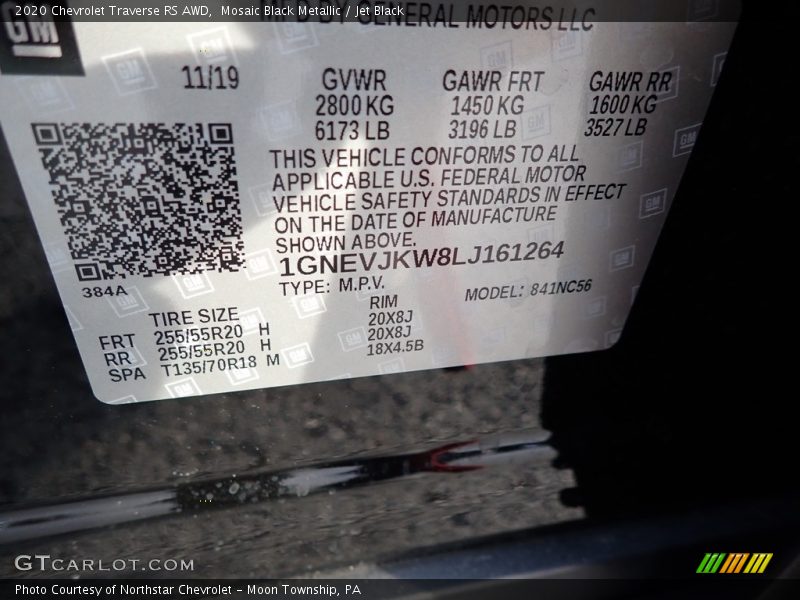 2020 Chevrolet Traverse RS AWD, Mosaic Black Metallic / Jet Black
MFD BY GENERAL MOTORS LLC
GM
11/19 GVWR GAWR FRT GAWR RR
2800 KG 1450 KG 1600 KG
6173 LB 3196 LB 3527 LB
THIS VEHICLE CONFORMS TO ALL
APPLICABLE U.S. FEDERAL MOTOR
VEHICLE SAFETY STANDARDS IN EFFECT
ON THE DATE OF MANUFACTURE
SHOWN ABOVE.
1GNEVJKW8LJ161264
384A
TYPE: M.P.V. MODEL: 841NC56
TIRE SIZE RIM
FRT 255/55R20 H 20X8J
RR 255/55R20 H 20X8J
SPA T135/70R18 M 18X4.5B
GTCARLOT.COM
Photo Courtesy of Northstar Chevrolet - Moon Township, PA